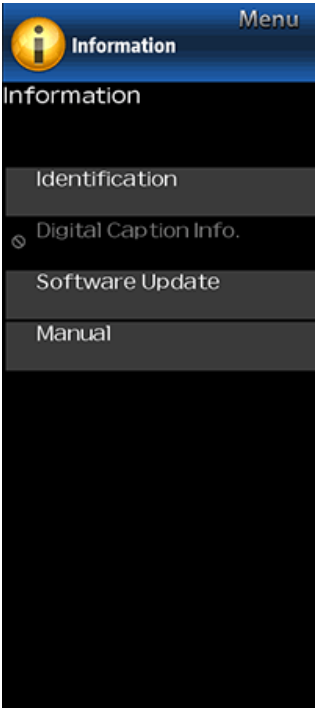 Menu
Information
Information
Identification
Digital Caption Info.
Software Update
Manual